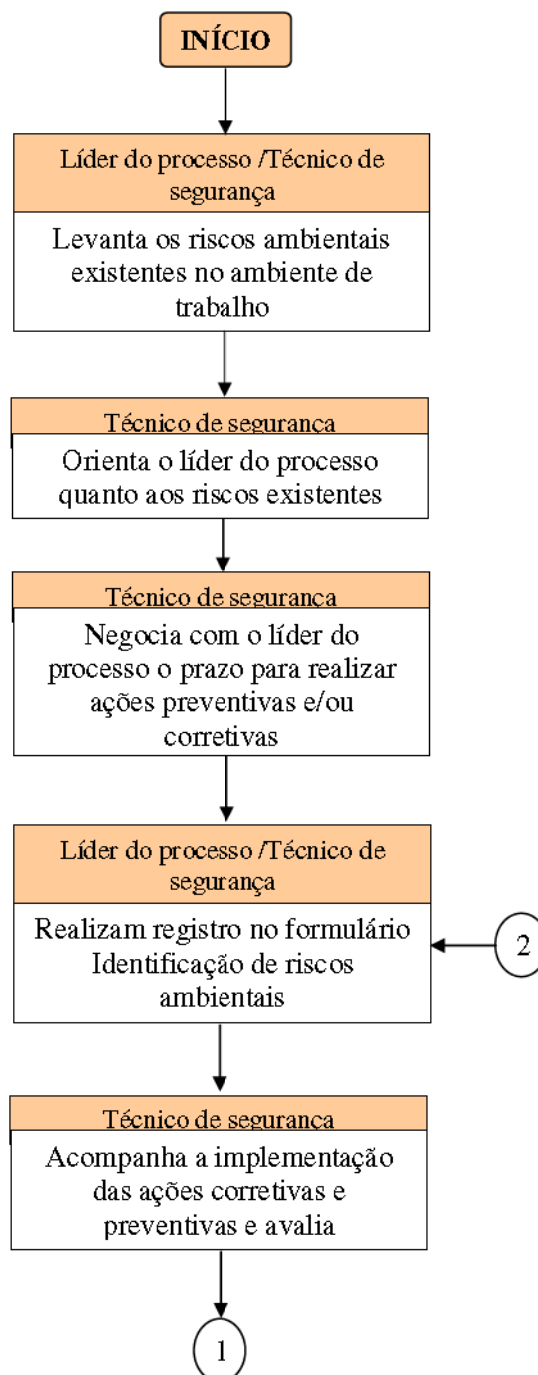 INÍCIO
Líder do processo /Técnico de
segurança
Levanta os riscos ambientais
existentes no ambiente de
trabalho
Técnico de segurança
Orienta o líder do processo
quanto aos riscos existentes
Técnico de segurança
Negocia com o líder do
processo o prazo para realizar
ações preventivas e/ou
corretivas
Líder do processo /Técnico de
segurança
Realizam registro no formulário
Identificação de riscos
ambientais
2
Técnico de segurança
Acompanha a implementação
das ações corretivas e
preventivas e avalia
1